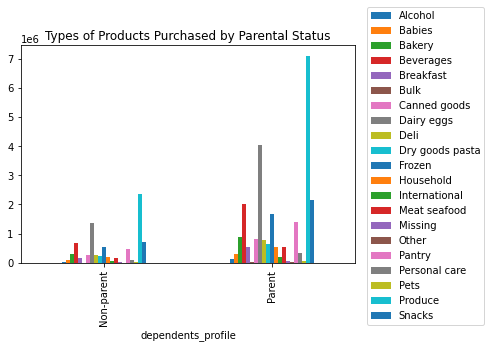 Types of Products Purchased by Parental Status
1e6
7
6
5
4
3
2
1
0
Non-parent
Parent
dependents_profile
Alcohol
Babies
Bakery
Beverages
Breakfast
Bulk
Canned goods
Dairy eggs
Deli
Dry goods pasta
Frozen
Household
International
Meat seafood
Missing
Other
Pantry
Personal care
Pets
Produce
Snacks